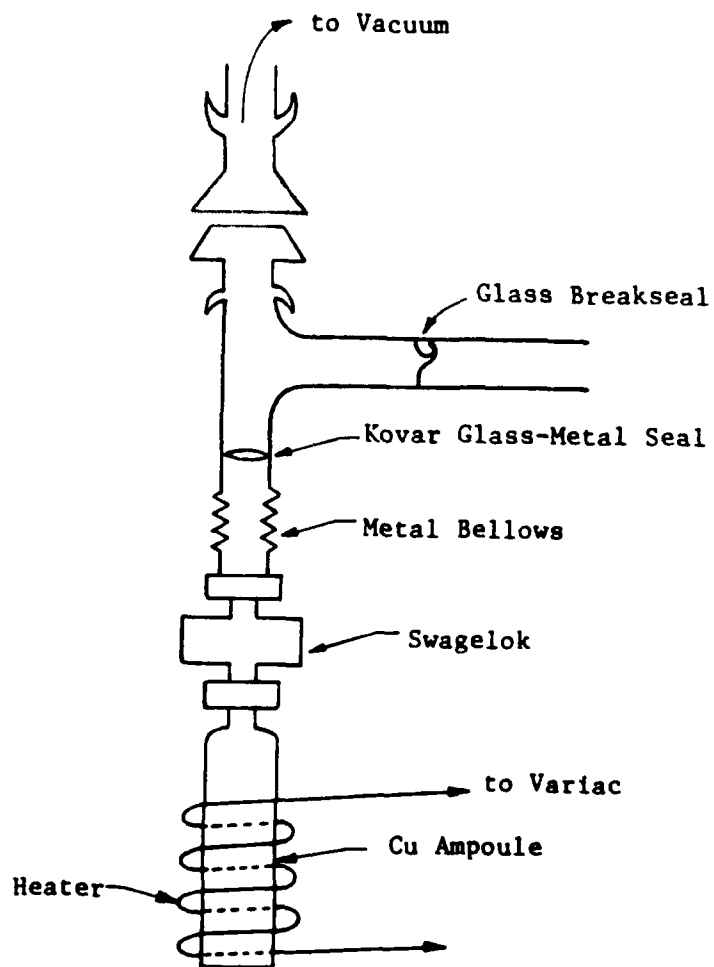 to Vacuum
Glass Breakseal
Kovar Glass-Metal Seal
Metal Bellows
Swagelok
to Variac
Cu Ampoule
Heater